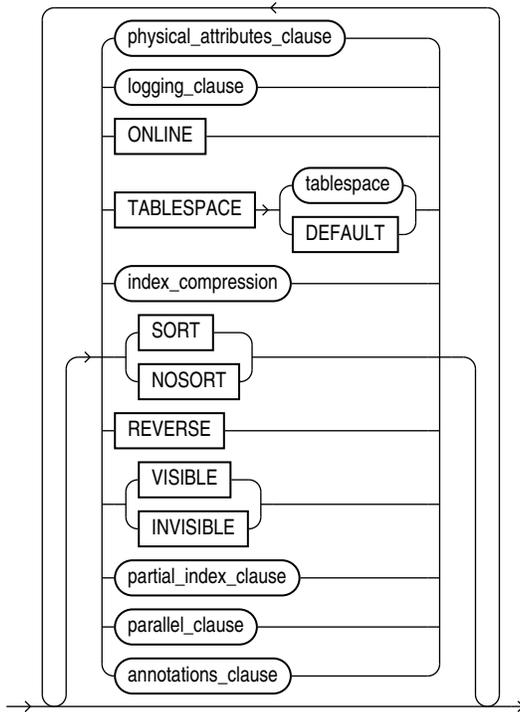 physical_attributes_clause
logging_clause
ONLINE
tablespace
TABLESPACE
DEFAULT
index_compression
SORT
NOSORT
REVERSE
VISIBLE
INVISIBLE
partial_index_clause
parallel_clause
annotations_clause